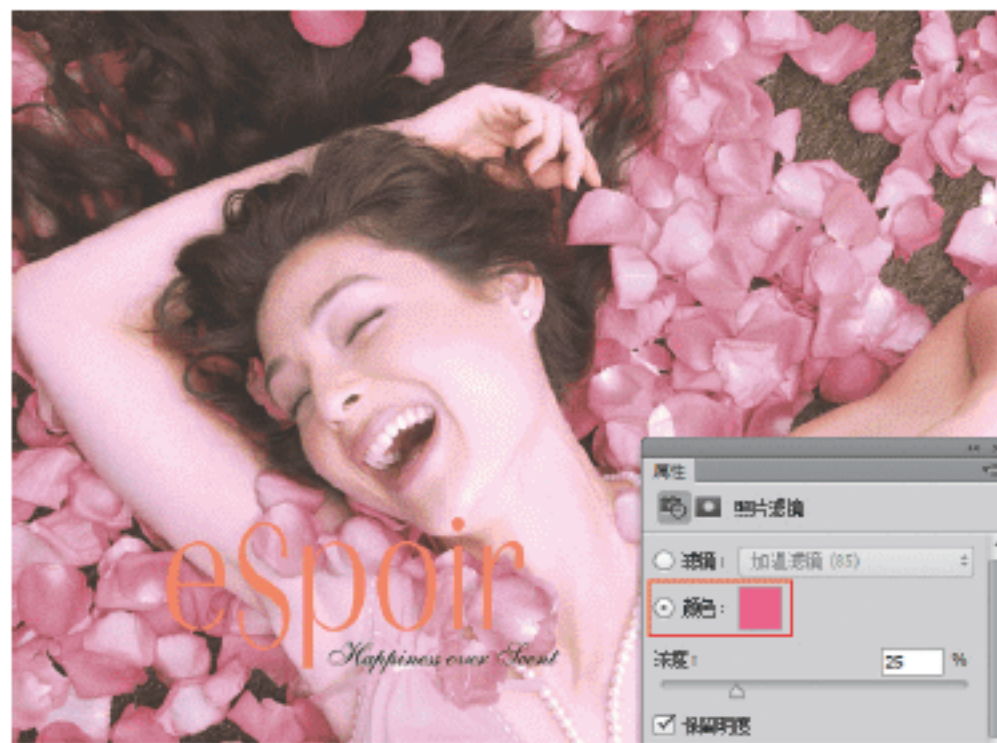 eSpoir
Happiness over Scent
属性
照片滤镜
滤镜： 加温滤镜 (85)
颜色：
浓度： 25 %
保留明度